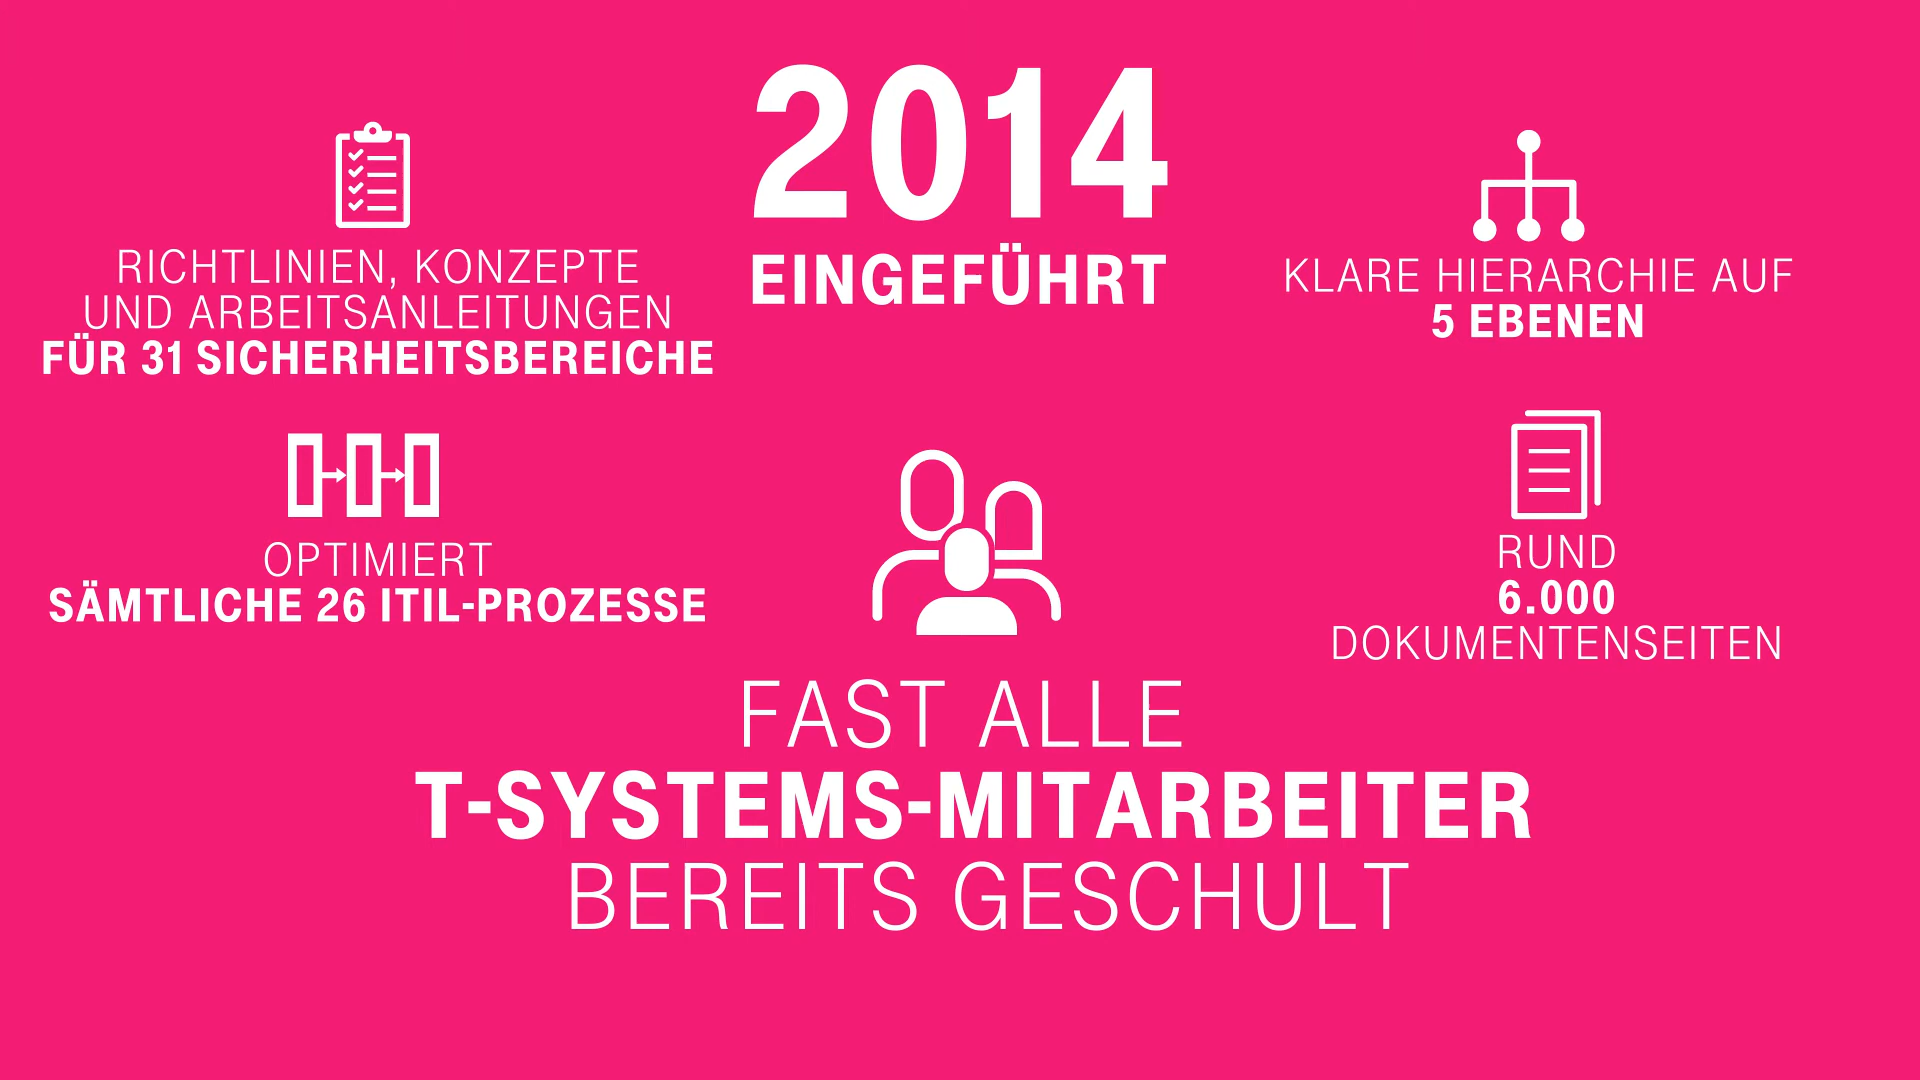 2014
EINGEFÜHRT
RICHTLINIEN, KONZEPTE
UND ARBEITSANLEITUNGEN
FÜR 31 SICHERHEITSBEREICHE
KLARE HIERARCHIE AUF
5 EBENEN
OPTIMIERT
SÄMTLICHE 26 ITIL-PROZESSE
RUND
6.000
DOKUMENTENSEITEN
FAST ALLE
T-SYSTEMS-MITARBEITER
BEREITS GESCHULT